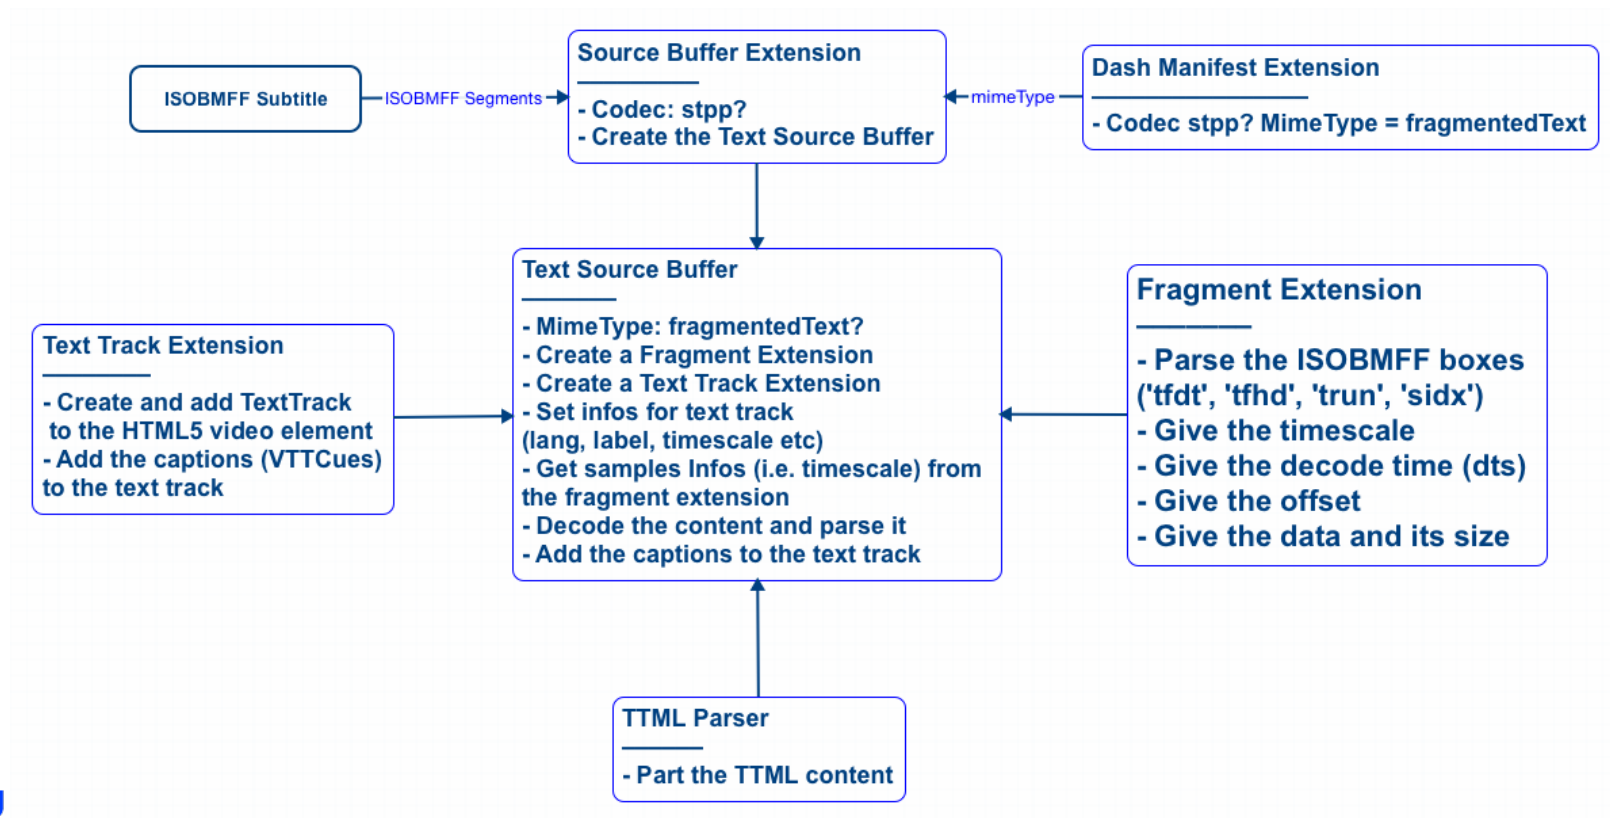 Source Buffer Extension
- Codec: stpp?
- Create the Text Source Buffer
ISOBMFF Subtitle
ISOBMFF Segments
mimeType
Dash Manifest Extension
- Codec stpp? MimeType = fragmentedText
Text Source Buffer
- MimeType: fragmentedText?
- Create a Fragment Extension
- Create a Text Track Extension
- Set infos for text track
(lang, label, timescale etc)
- Get samples Infos (i.e. timescale) from
the fragment extension
- Decode the content and parse it
- Add the captions to the text track
Text Track Extension
- Create and add TextTrack
to the HTML5 video element
- Add the captions (VTTCues)
to the text track
Fragment Extension
- Parse the ISOBMFF boxes
('tfdt', 'tfhd', 'trun', 'sidx')
- Give the timescale
- Give the decode time (dts)
- Give the offset
- Give the data and its size
TTML Parser
- Part the TTML content